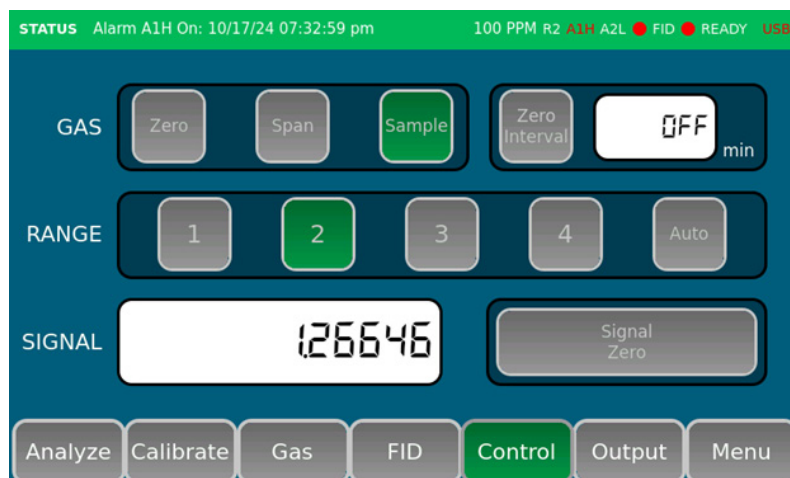 STATUS Alarm A1H On: 10/17/24 07:32:59 pm 100 PPM R2 A1H A2L FID READY USB
GAS Zero Span Sample Zero Interval OFF min
RANGE 1 2 3 4 Auto
SIGNAL 1.26646 Signal Zero
Analyze Calibrate Gas FID Control Output Menu